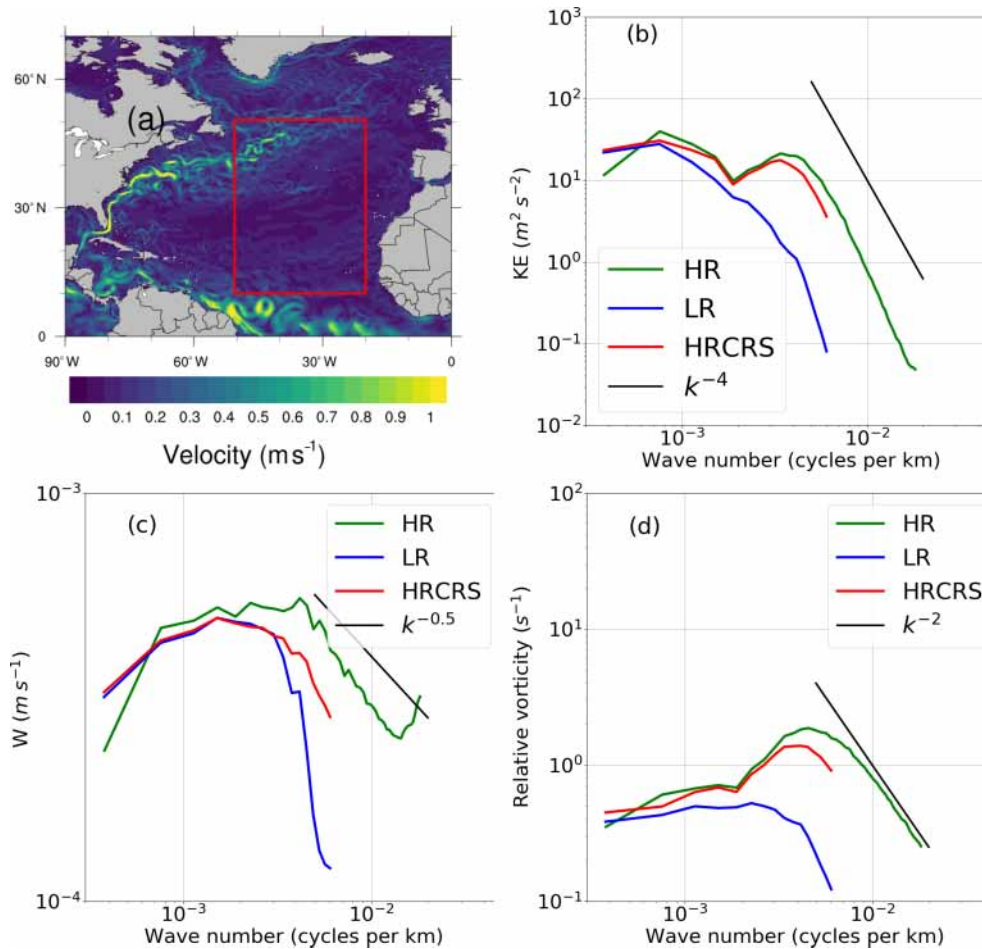 (a)
60°N
30°N
0
90°W 60°W 30°W 0
0 0.1 0.2 0.3 0.4 0.5 0.6 0.7 0.8 0.9 1
Velocity (m s⁻¹)
(b)
10³
10²
10¹
10⁰
10⁻¹
10⁻²
KE (m² s⁻²)
HR
LR
HRCRS
k⁻⁴
10⁻³ 10⁻²
Wave number (cycles per km)
(c)
10⁻³
10⁻⁴
W (m s⁻¹)
HR
LR
HRCRS
k⁻⁰·⁵
10⁻³ 10⁻²
Wave number (cycles per km)
(d)
10²
10¹
10⁰
10⁻¹
Relative vorticity (s⁻¹)
HR
LR
HRCRS
k⁻²
10⁻³ 10⁻²
Wave number (cycles per km)